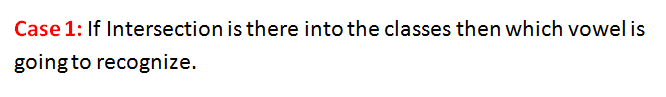 Case 1: If Intersection is there into the classes then which vowel is
going to recognize.